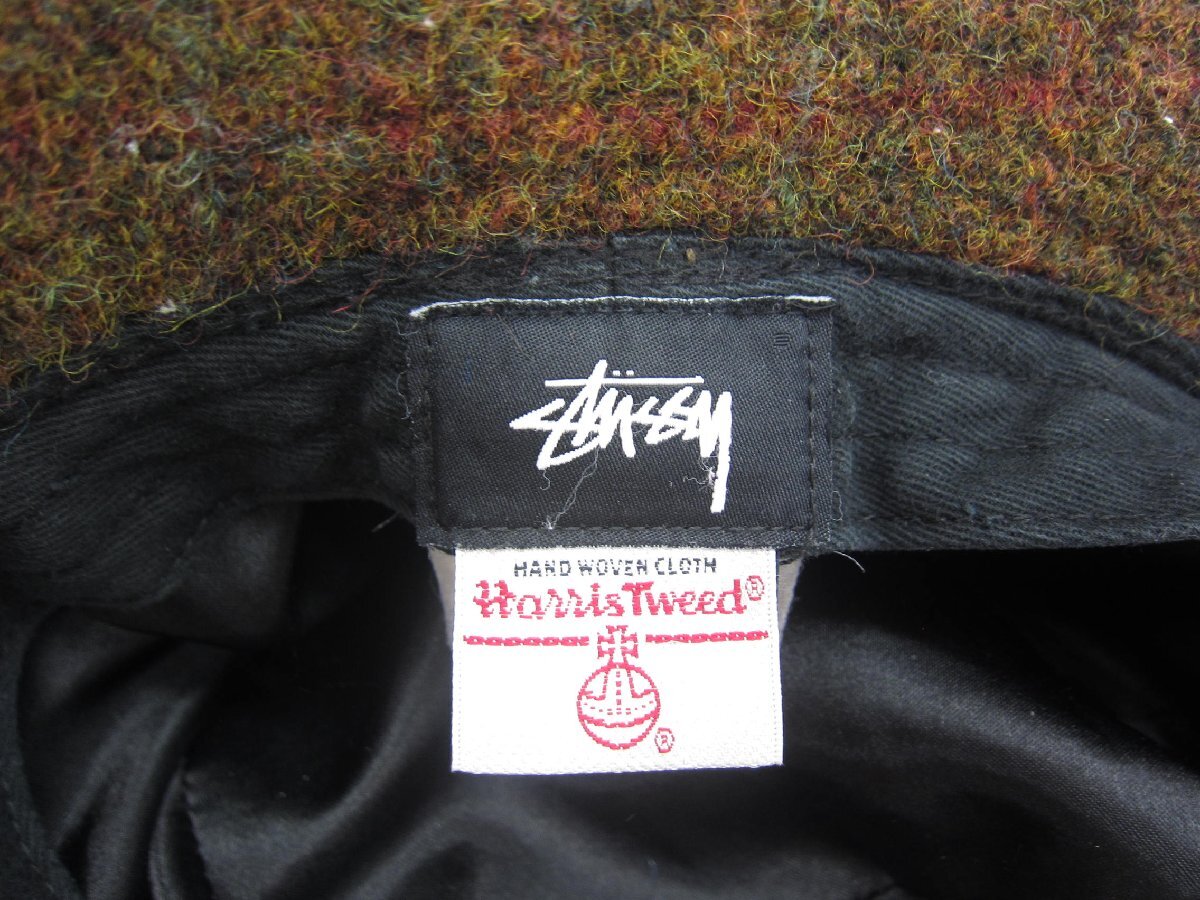 Stüssy
HAND WOVEN CLOTH
Harris Tweed®
®